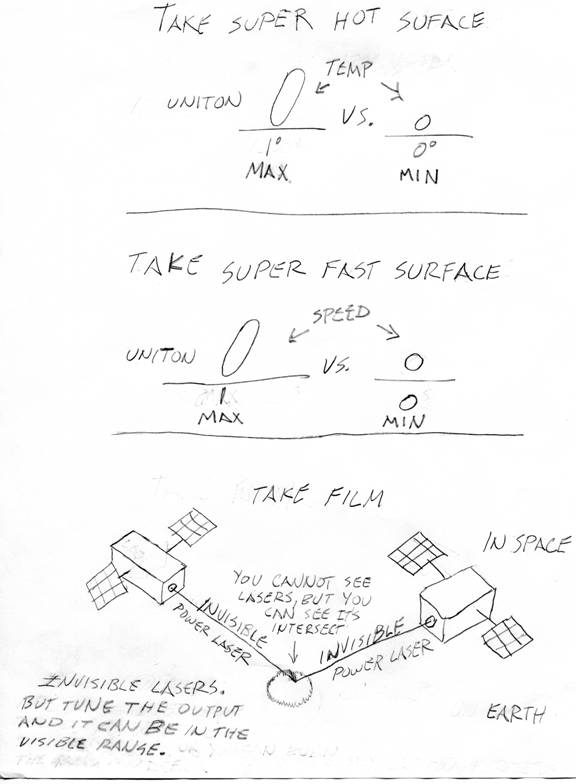 TAKE SUPER HOT SUFACE
TEMP
UNITON
VS.
1°
0°
MAX
MIN
TAKE SUPER FAST SURFACE
SPEED
UNITON
VS.
1
0
MAX
MIN
TAKE FILM
IN SPACE
YOU CANNOT SEE
LASERS, BUT YOU
CAN SEE ITS
INTERSECT
INVISIBLE
POWER LASER
INVISIBLE
POWER LASER
INVISIBLE LASERS.
BUT TUNE THE OUTPUT
AND IT CAN BE IN THE
VISIBLE RANGE.
EARTH